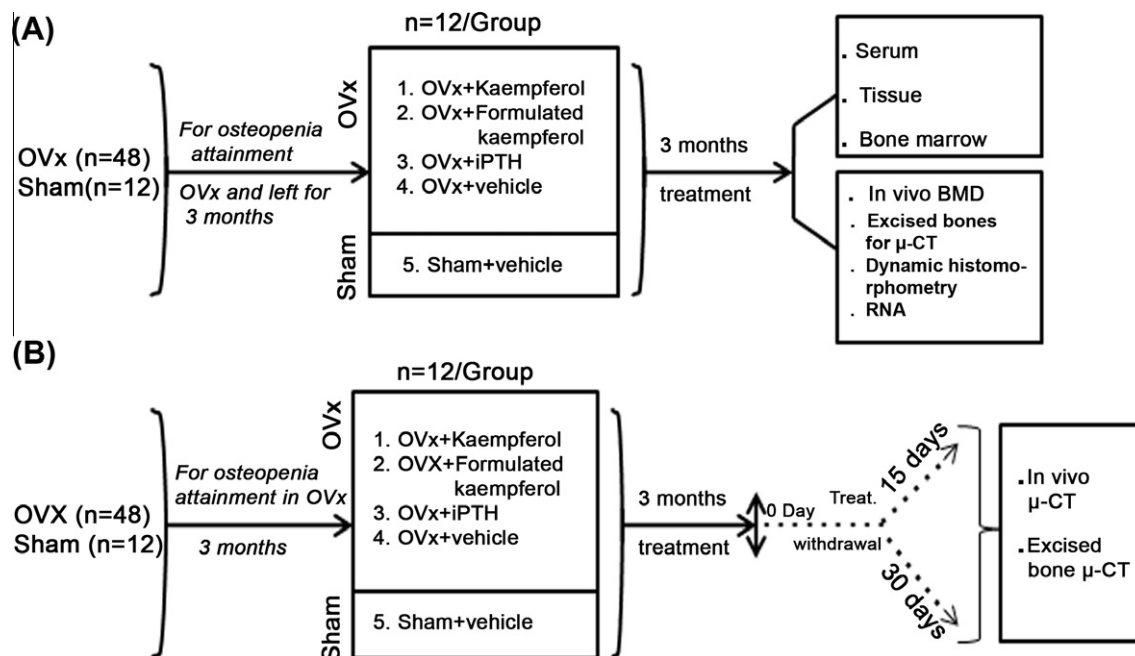 (A)
n=12/Group
OVx (n=48)
Sham(n=12)
For osteopenia
attainment
OVx and left for
3 months
OVx
1. OVx+Kaempferol
2. OVx+Formulated
kaempferol
3. OVx+iPTH
4. OVx+vehicle
Sham
5. Sham+vehicle
3 months
treatment
. Serum
. Tissue
. Bone marrow
. In vivo BMD
. Excised bones
for µ-CT
. Dynamic histomo-
rphometry
. RNA
(B)
n=12/Group
OVX (n=48)
Sham (n=12)
For osteopenia
attainment in OVx
3 months
OVx
1. OVx+Kaempferol
2. OVX+Formulated
kaempferol
3. OVx+iPTH
4. OVx+vehicle
Sham
5. Sham+vehicle
3 months
treatment
0 Day
Treat.
withdrawal
15 days
30 days
.In vivo
µ-CT
.Excised
bone µ-CT